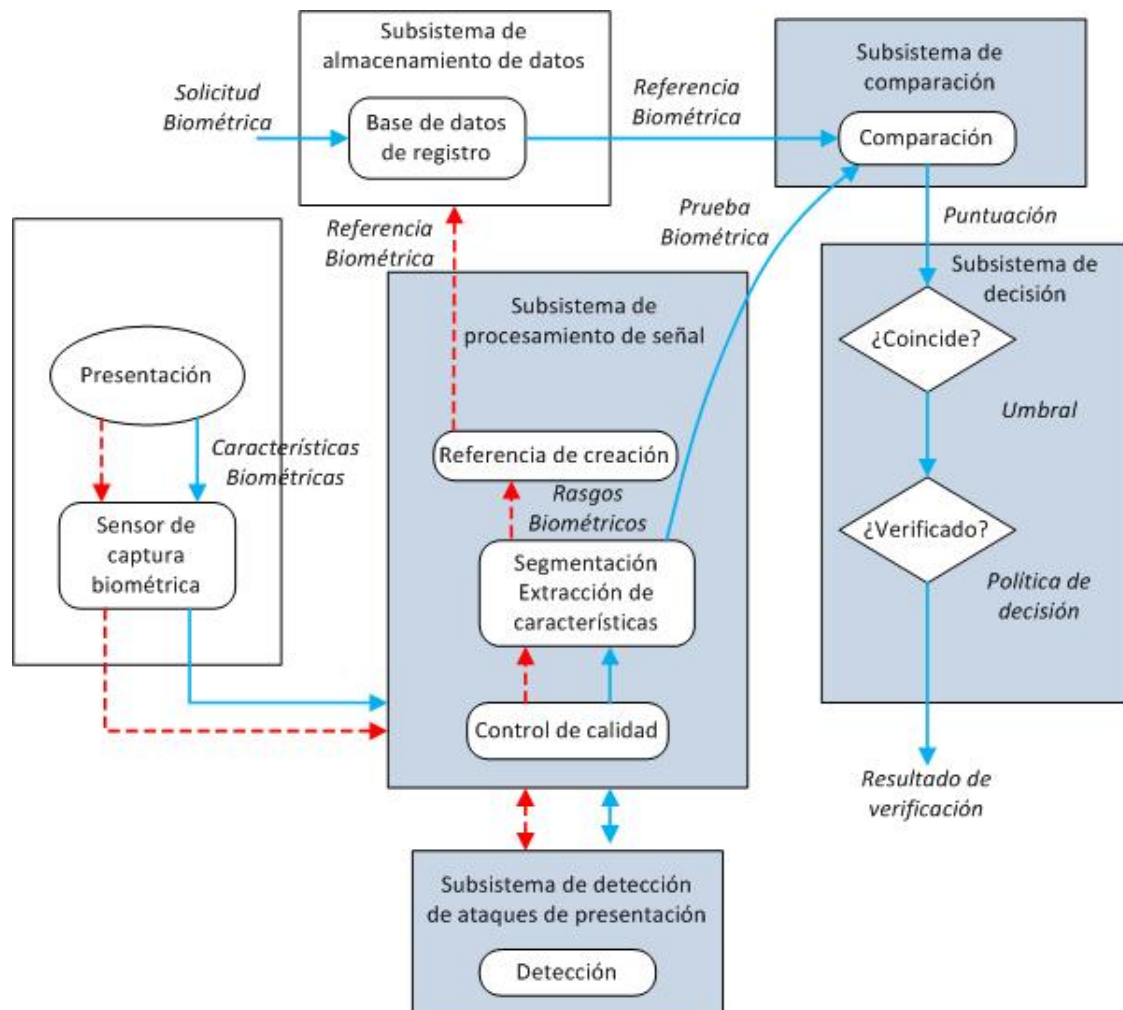 Subsistema de
almacenamiento de datos
Solicitud
Biométrica
Base de datos
de registro
Referencia
Biométrica
Subsistema de
comparación
Comparación
Referencia
Biométrica
Prueba
Biométrica
Puntuación
Subsistema de
procesamiento de señal
Subsistema de
decisión
¿Coincide?
Presentación
Umbral
Características
Biométricas
Referencia de creación
Rasgos
Biométricos
Sensor de
captura
biométrica
Segmentación
Extracción de
características
¿Verificado?
Política de
decisión
Control de calidad
Resultado de
verificación
Subsistema de detección
de ataques de presentación
Detección